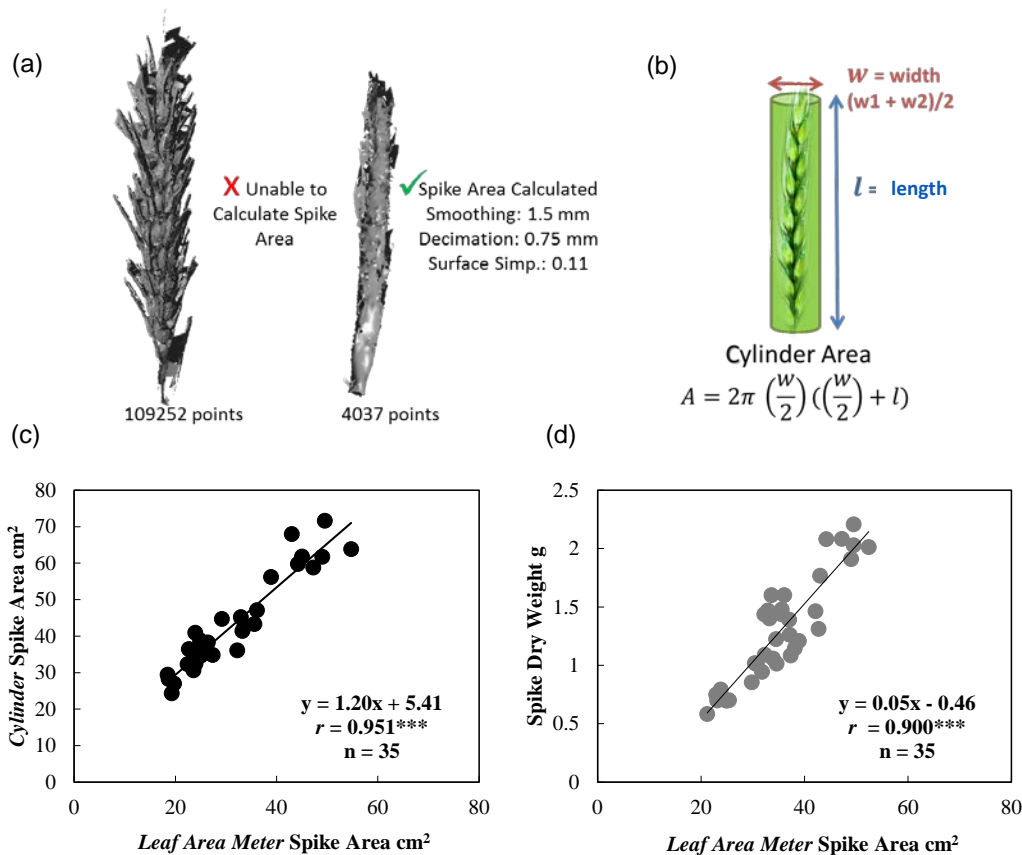 (a)
X Unable to
Calculate Spike
Area
✓Spike Area Calculated
Smoothing: 1.5 mm
Decimation: 0.75 mm
Surface Simp.: 0.11
109252 points
4037 points
(b)
W = width
(w1 + w2)/2
l = length
Cylinder Area
A = 2π (w/2) ((w/2) + l)
(c)
Cylinder Spike Area cm²
80
70
60
50
40
30
20
10
0
0
20
40
60
80
y = 1.20x + 5.41
r = 0.951***
n = 35
Leaf Area Meter Spike Area cm²
(d)
Spike Dry Weight g
2.5
2
1.5
1
0.5
0
0
20
40
60
80
y = 0.05x - 0.46
r = 0.900***
n = 35
Leaf Area Meter Spike Area cm²